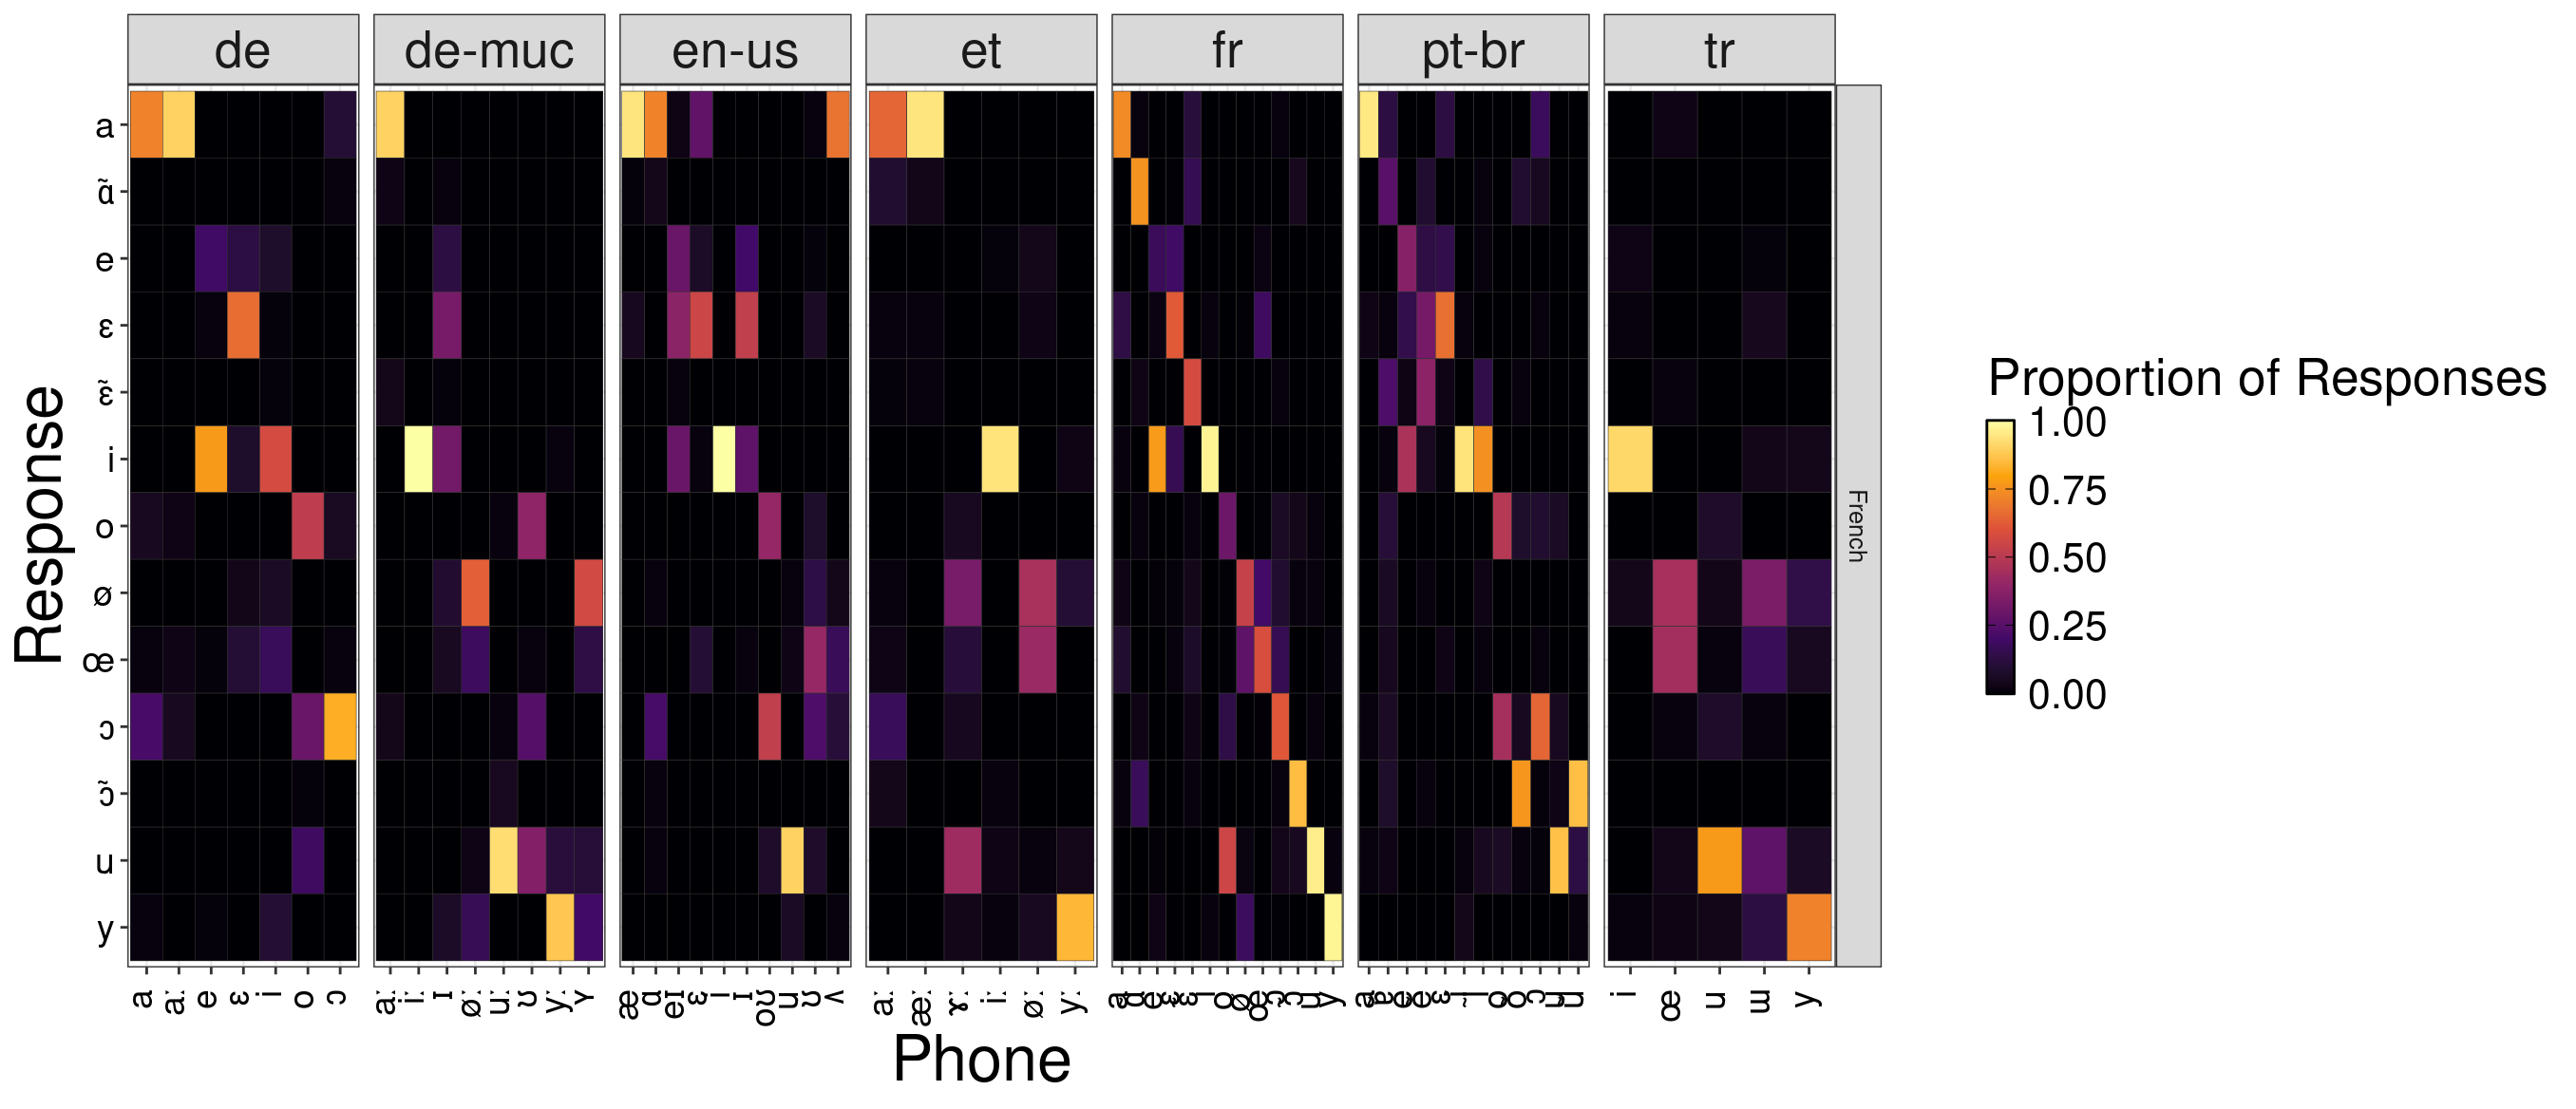 de de-muc en-us et fr pt-br tr
Response
a
ɑ̃
e
ɛ
ɛ̃
i
o
ø
œ
ɔ
ɔ̃
u
y
French
Proportion of Responses
1.00
0.75
0.50
0.25
0.00
a aː e ɛ i o ɔ
aː iː ɪ øː uː ʊ yː ʏ
æ ɑ eɪ ɛ i ɪ oʊ u ʊ ʌ
aː æː ɤː iː øː yː
i œ u ɯ y
Phone